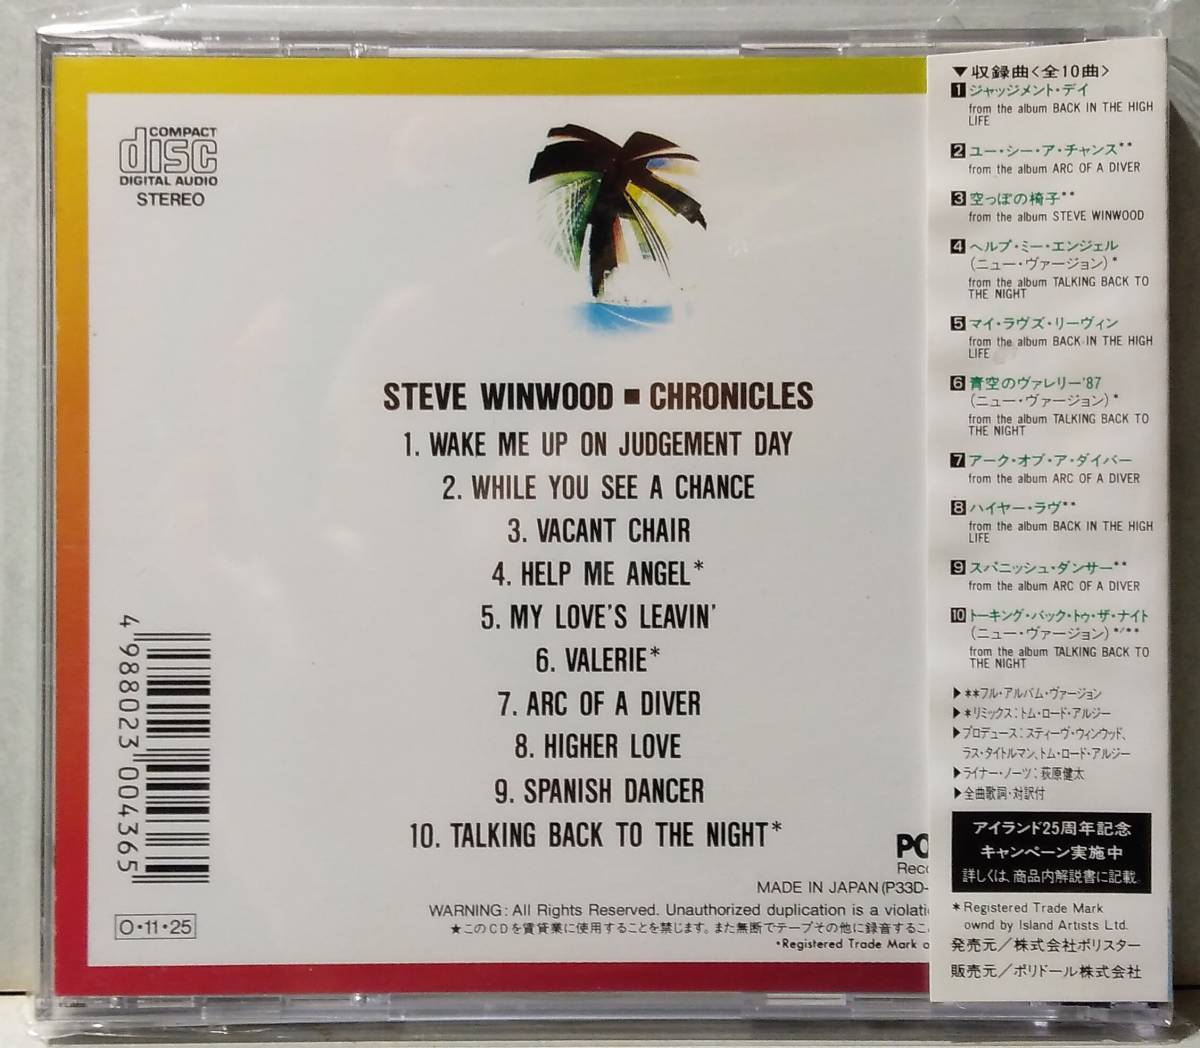 COMPACT
disc
DIGITAL AUDIO
STEREO
STEVE WINWOOD ■ CHRONICLES
1. WAKE ME UP ON JUDGEMENT DAY
2. WHILE YOU SEE A CHANCE
3. VACANT CHAIR
4. HELP ME ANGEL*
5. MY LOVE'S LEAVIN'
6. VALERIE*
7. ARC OF A DIVER
8. HIGHER LOVE
9. SPANISH DANCER
10. TALKING BACK TO THE NIGHT*
4 988023 004365
O・11・25
PO
Reco
MADE IN JAPAN (P33D-
WARNING: All Rights Reserved. Unauthorized duplication is a violati
★このCDを賃貸業に使用することを禁じます。また無断でテープその他に録音するこ
•Registered Trade Mark o
▼収録曲〈全10曲〉
1 ジャッジメント・デイ
from the album BACK IN THE HIGH
LIFE
2 ユー・シー・ア・チャンス**
from the album ARC OF A DIVER
3 空っぽの椅子**
from the album STEVE WINWOOD
4 ヘルプ・ミー・エンジェル
(ニュー・ヴァージョン)*
from the album TALKING BACK TO
THE NIGHT
5 マイ・ラヴズ・リーヴィン
from the album BACK IN THE HIGH
LIFE
6 青空のヴァレリー'87
(ニュー・ヴァージョン)*
from the album TALKING BACK TO
THE NIGHT
7 アーク・オブ・ア・ダイバー
from the album ARC OF A DIVER
8 ハイヤー・ラヴ**
from the album BACK IN THE HIGH
LIFE
9 スパニッシュ・ダンサー**
from the album ARC OF A DIVER
10 トーキング・バック・トゥ・ザ・ナイト
(ニュー・ヴァージョン)*/**
from the album TALKING BACK TO
THE NIGHT
▶**フル・アルバム・ヴァージョン
▶*リミックス:トム・ロード・アルジー
▶プロデュース:スティーヴ・ウィンウッド、
ラス・タイトルマン、トム・ロード・アルジー
▶ライナー・ノーツ:萩原健太
▶全曲歌詞・対訳付
アイランド25周年記念
キャンペーン実施中
詳しくは、商品内解説書に記載。
*Registered Trade Mark
ownd by Island Artists Ltd.
発売元/株式会社ポリスター
販売元/ポリドール株式会社